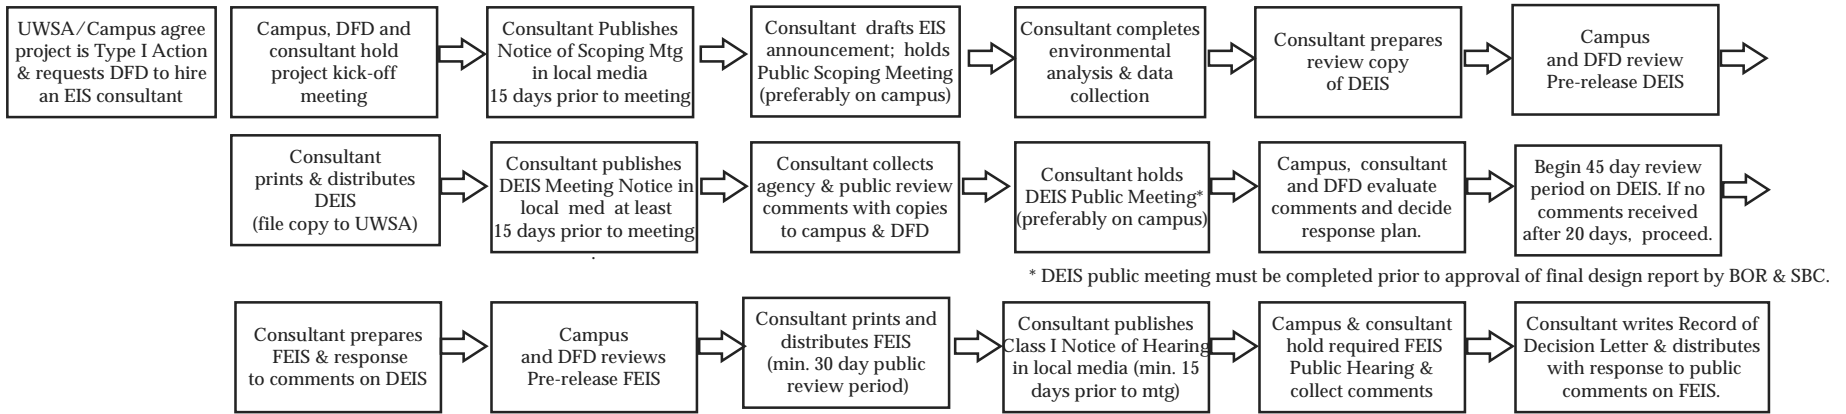 UWSA/Campus agree
project is Type I Action
& requests DFD to hire
an EIS consultant
Campus, DFD and
consultant hold
project kick-off
meeting
Consultant Publishes
Notice of Scoping Mtg
in local media
15 days prior to meeting
Consultant drafts EIS
announcement; holds
Public Scoping Meeting
(preferably on campus)
Consultant completes
environmental
analysis & data
collection
Consultant prepares
review copy
of DEIS
Campus
and DFD review
Pre-release DEIS
Consultant
prints & distributes
DEIS
(file copy to UWSA)
Consultant publishes
DEIS Meeting Notice in
local med at least
15 days prior to meeting
.
Consultant collects
agency & public review
comments with copies
to campus & DFD
Consultant holds
DEIS Public Meeting*
(preferably on campus)
Campus, consultant
and DFD evaluate
comments and decide
response plan.
Begin 45 day review
period on DEIS. If no
comments received
after 20 days, proceed.
* DEIS public meeting must be completed prior to approval of final design report by BOR & SBC.
Consultant prepares
FEIS & response
to comments on DEIS
Campus
and DFD reviews
Pre-release FEIS
Consultant prints and
distributes FEIS
(min. 30 day public
review period)
Consultant publishes
Class I Notice of Hearing
in local media (min. 15
days prior to mtg)
Campus & consultant
hold required FEIS
Public Hearing &
collect comments
Consultant writes Record of
Decision Letter & distributes
with response to public
comments on FEIS.